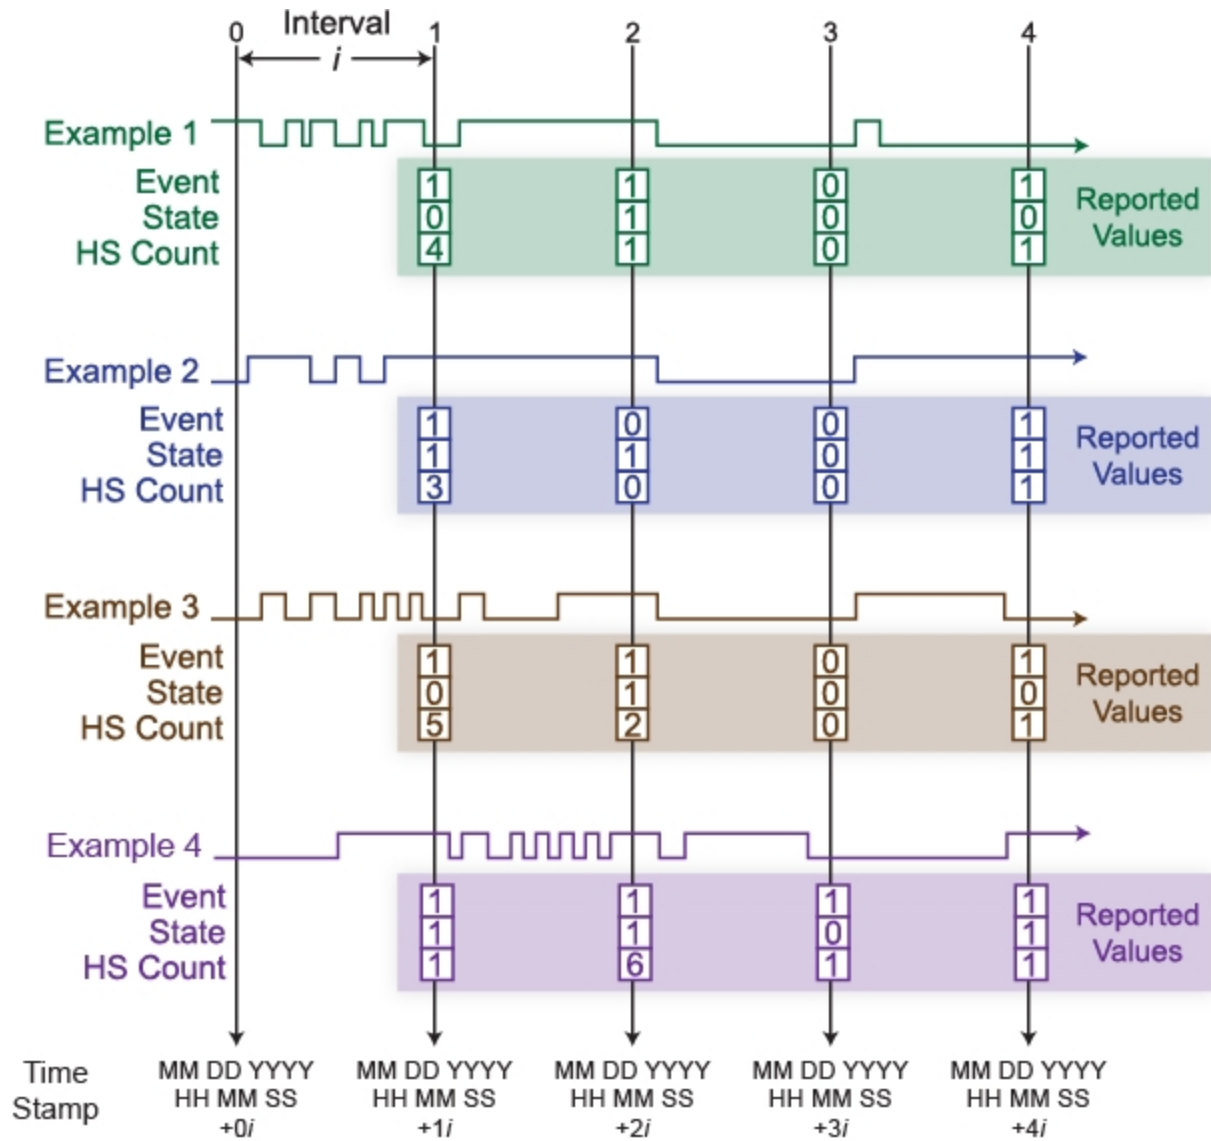 0 Interval 1 2 3 4
i
Example 1
Event 1 1 0 1 Reported
State 0 1 0 0 Values
HS Count 4 1 0 1
Example 2
Event 1 0 0 1 Reported
State 1 1 0 1 Values
HS Count 3 0 0 1
Example 3
Event 1 1 0 1 Reported
State 0 1 0 0 Values
HS Count 5 2 0 1
Example 4
Event 1 1 1 1 Reported
State 1 1 0 1 Values
HS Count 1 6 1 1
Time MM DD YYYY MM DD YYYY MM DD YYYY MM DD YYYY MM DD YYYY
Stamp HH MM SS HH MM SS HH MM SS HH MM SS HH MM SS
+0i +1i +2i +3i +4i